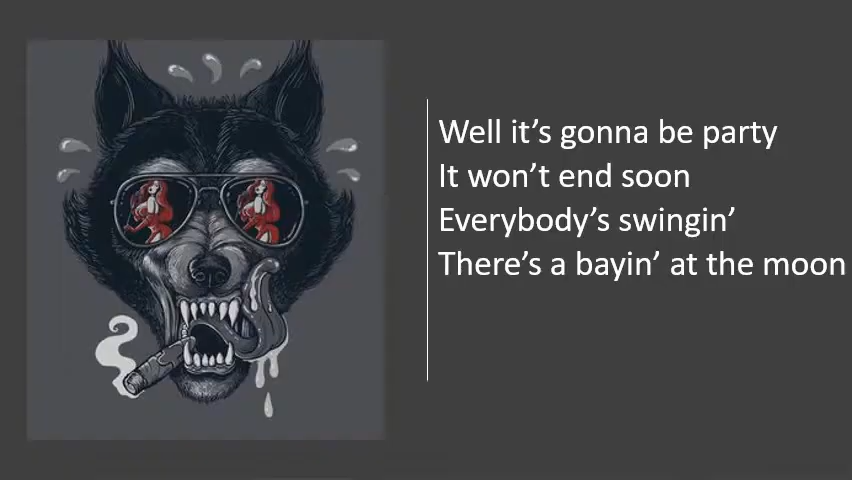 Well it’s gonna be party
It won’t end soon
Everybody’s swingin’
There’s a bayin’ at the moon